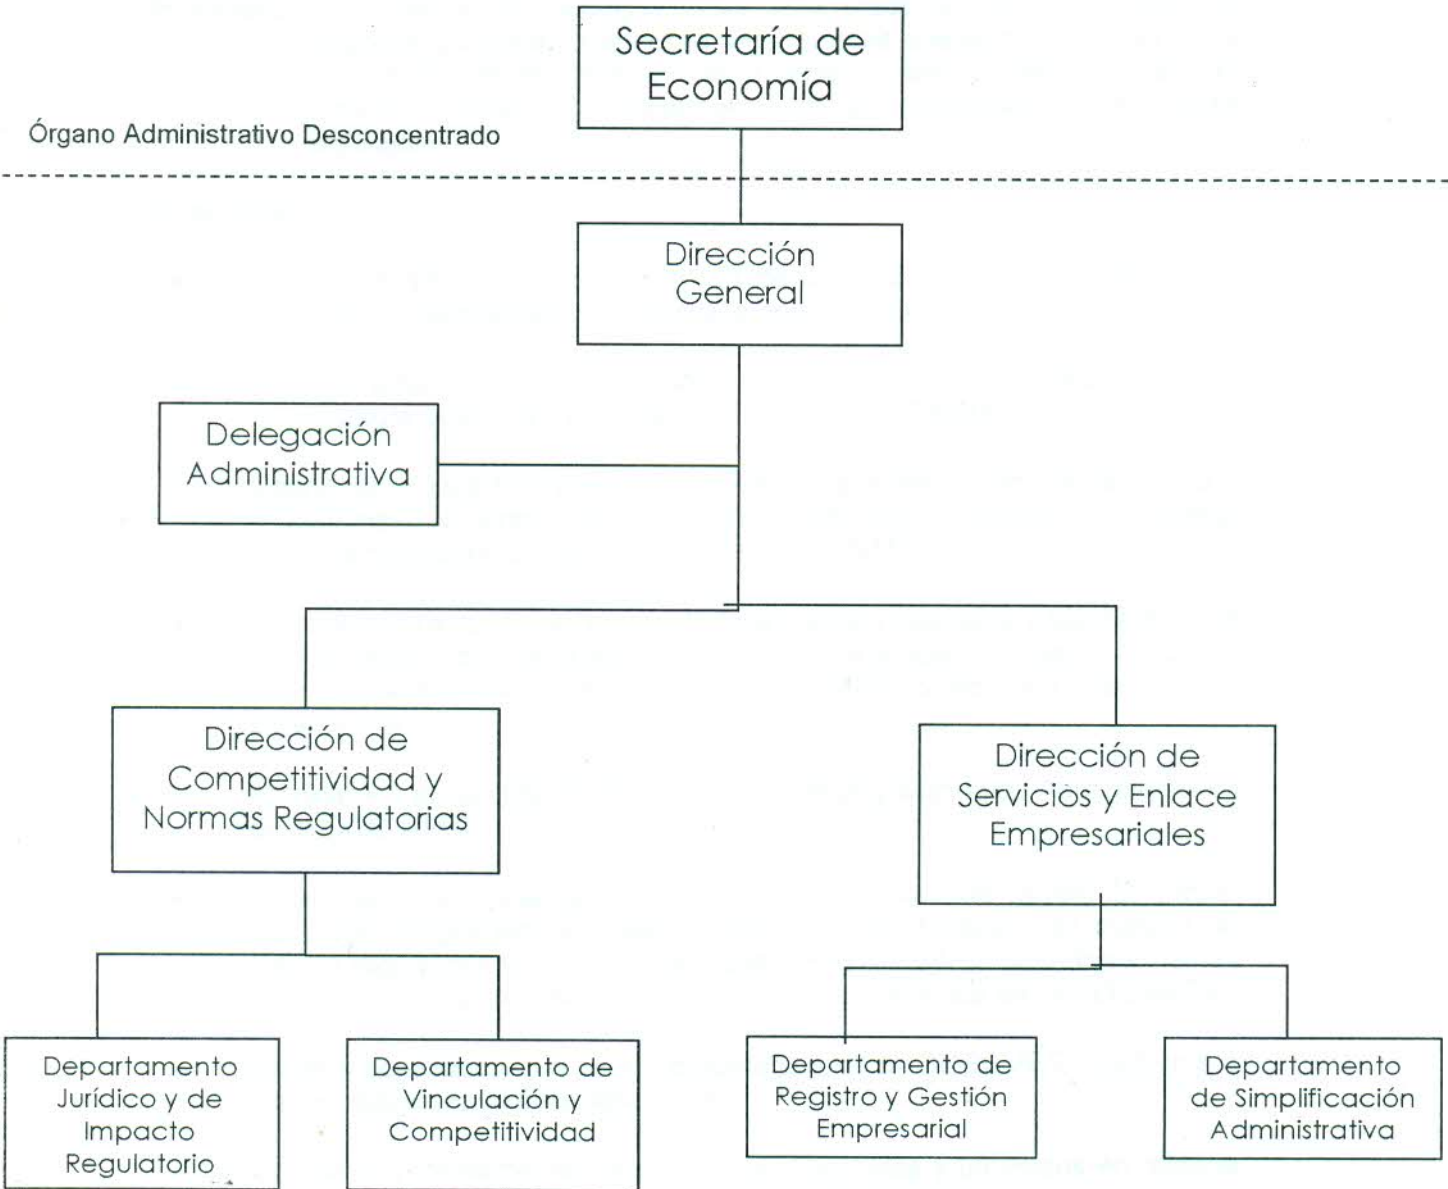 Secretaría de
Economía
Órgano Administrativo Desconcentrado
Dirección
General
Delegación
Administrativa
Dirección de
Competitividad y
Normas Regulatorias
Dirección de
Servicios y Enlace
Empresariales
Departamento
Jurídico y de
Impacto
Regulatorio
Departamento de
Vinculación y
Competitividad
Departamento de
Registro y Gestión
Empresarial
Departamento
de Simplificación
Administrativa